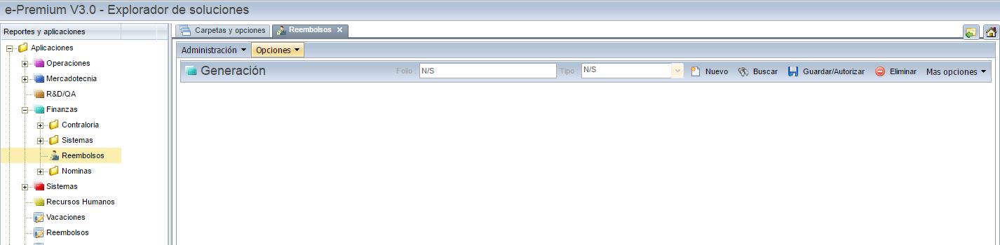 e-Premium V3.0 - Explorador de soluciones
Reportes y aplicaciones
Aplicaciones
Operaciones
Mercadotecnia
R&D/QA
Finanzas
Contraloria
Sistemas
Reembolsos
Nominas
Sistemas
Recursos Humanos
Vacaciones
Reembolsos
Carpetas y opciones Reembolsos
Administración Opciones
Generación Folio : N/S Tipo : N/S Nuevo Buscar Guardar/Autorizar Eliminar Mas opciones